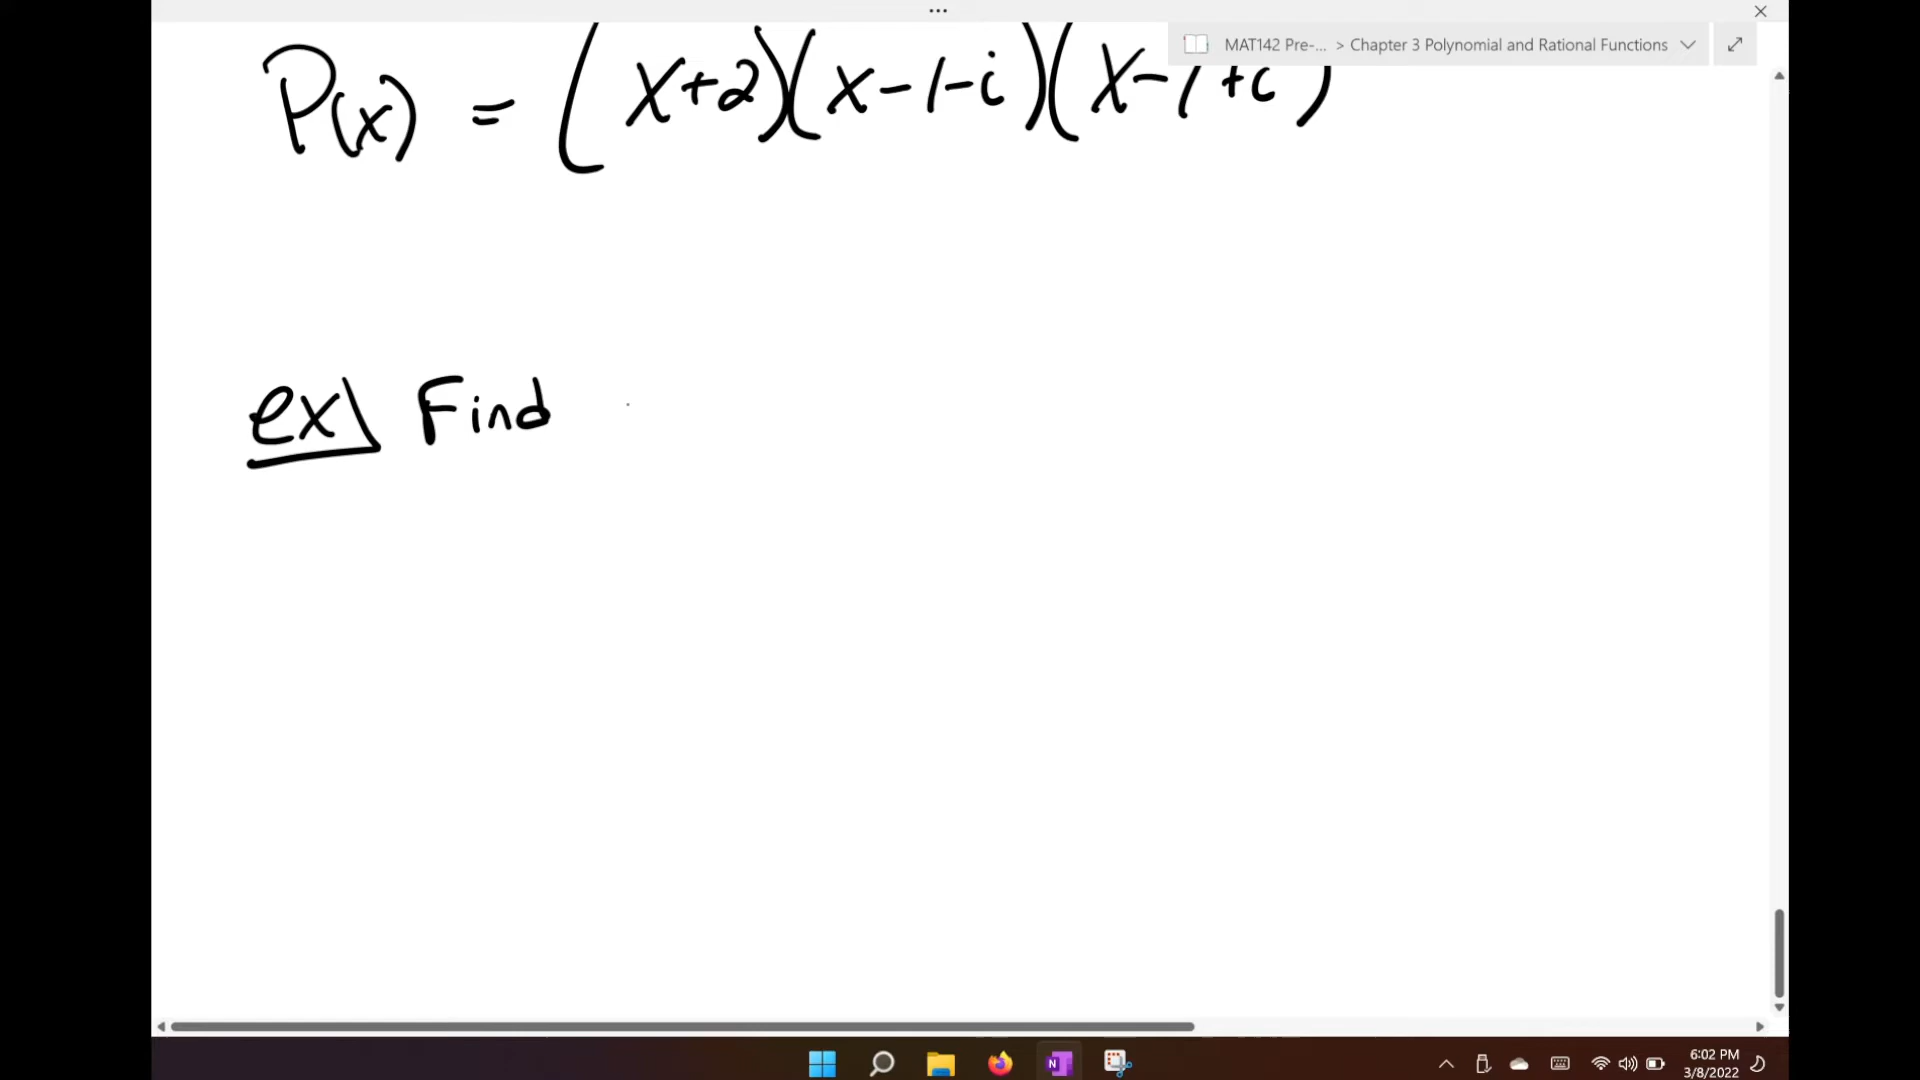 MAT142 Pre-... > Chapter 3 Polynomial and Rational Functions
P(x) = (x+2)(x-1-i)(x-1+i)
ex\ Find
6:02 PM
3/8/2022